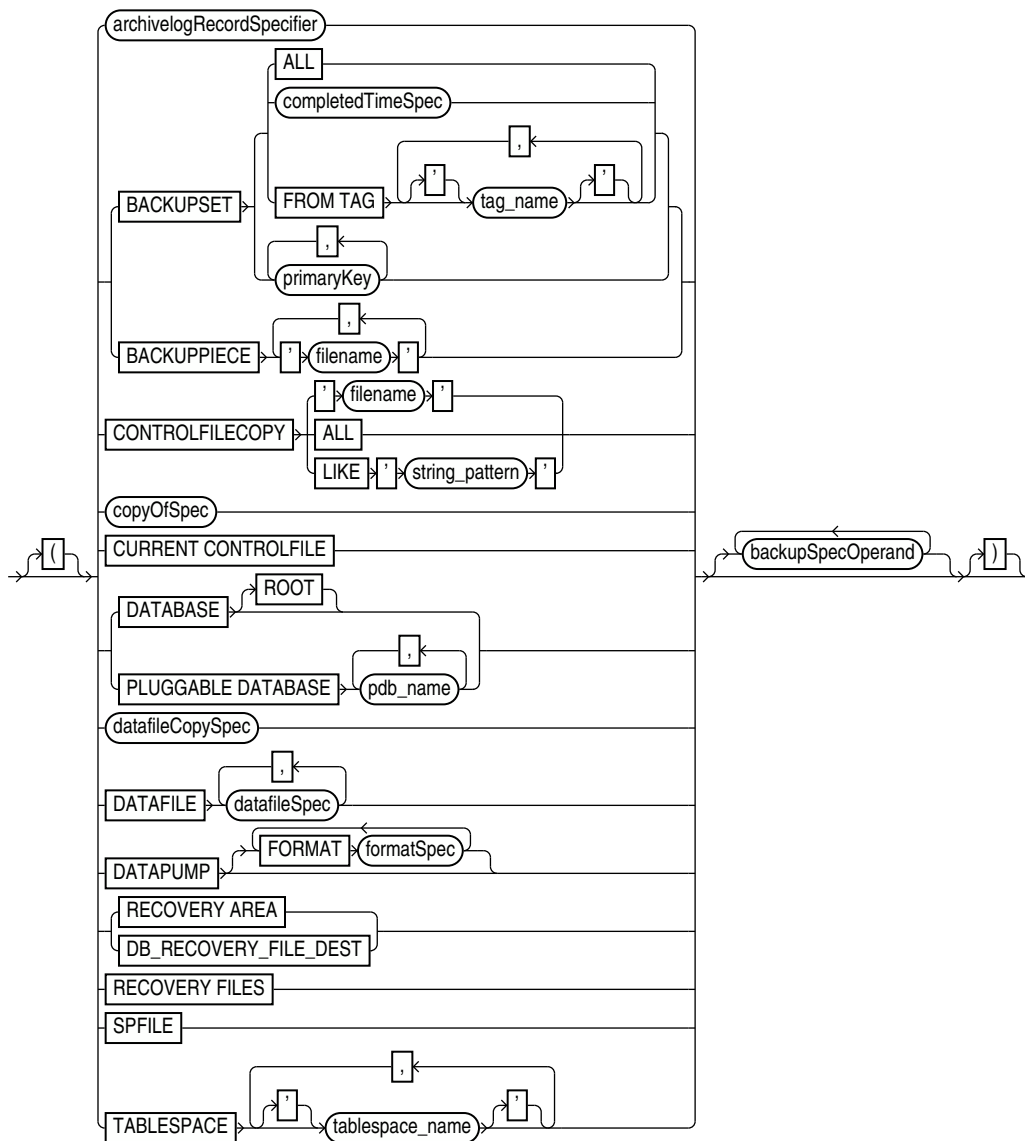 archivelogRecordSpecifier
ALL
completedTimeSpec
,
BACKUPSET FROM TAG ' tag_name '
,
primaryKey
,
BACKUPPIECE ' filename '
' filename '
CONTROLFILECOPY ALL
LIKE ' string_pattern '
copyOfSpec
( CURRENT CONTROLFILE backupSpecOperand )
ROOT
DATABASE
,
PLUGGABLE DATABASE pdb_name
datafileCopySpec
,
DATAFILE datafileSpec
FORMAT formatSpec
DATAPUMP
RECOVERY AREA
DB_RECOVERY_FILE_DEST
RECOVERY FILES
SPFILE
,
TABLESPACE ' tablespace_name '